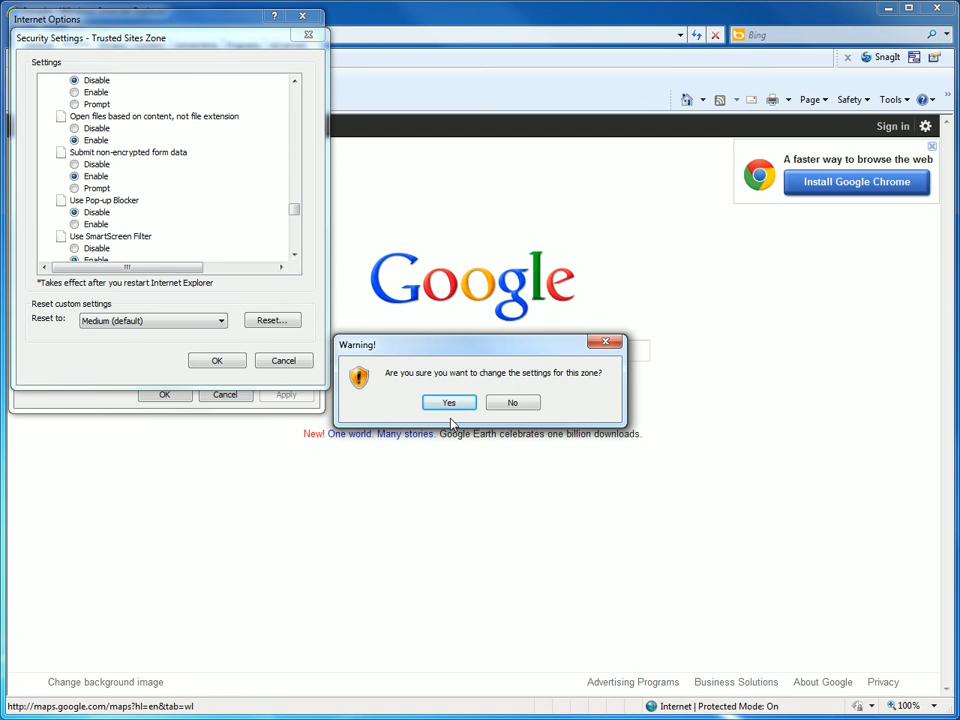 Internet Options
Security Settings - Trusted Sites Zone
Settings
Disable
Enable
Prompt
Open files based on content, not file extension
Disable
Enable
Submit non-encrypted form data
Disable
Enable
Prompt
Use Pop-up Blocker
Disable
Enable
Use SmartScreen Filter
Disable
Enable
*Takes effect after you restart Internet Explorer
Reset custom settings
Reset to:
Medium (default)
Reset...
OK
Cancel
OK
Cancel
Apply
Bing
SnagIt
Page
Safety
Tools
Sign in
A faster way to browse the web
Install Google Chrome
Google
Warning!
Are you sure you want to change the settings for this zone?
Yes
No
New! One world. Many stories. Google Earth celebrates one billion downloads.
Change background image
Advertising Programs
Business Solutions
About Google
Privacy
http://maps.google.com/maps?hl=en&tab=wl
Internet | Protected Mode: On
100%